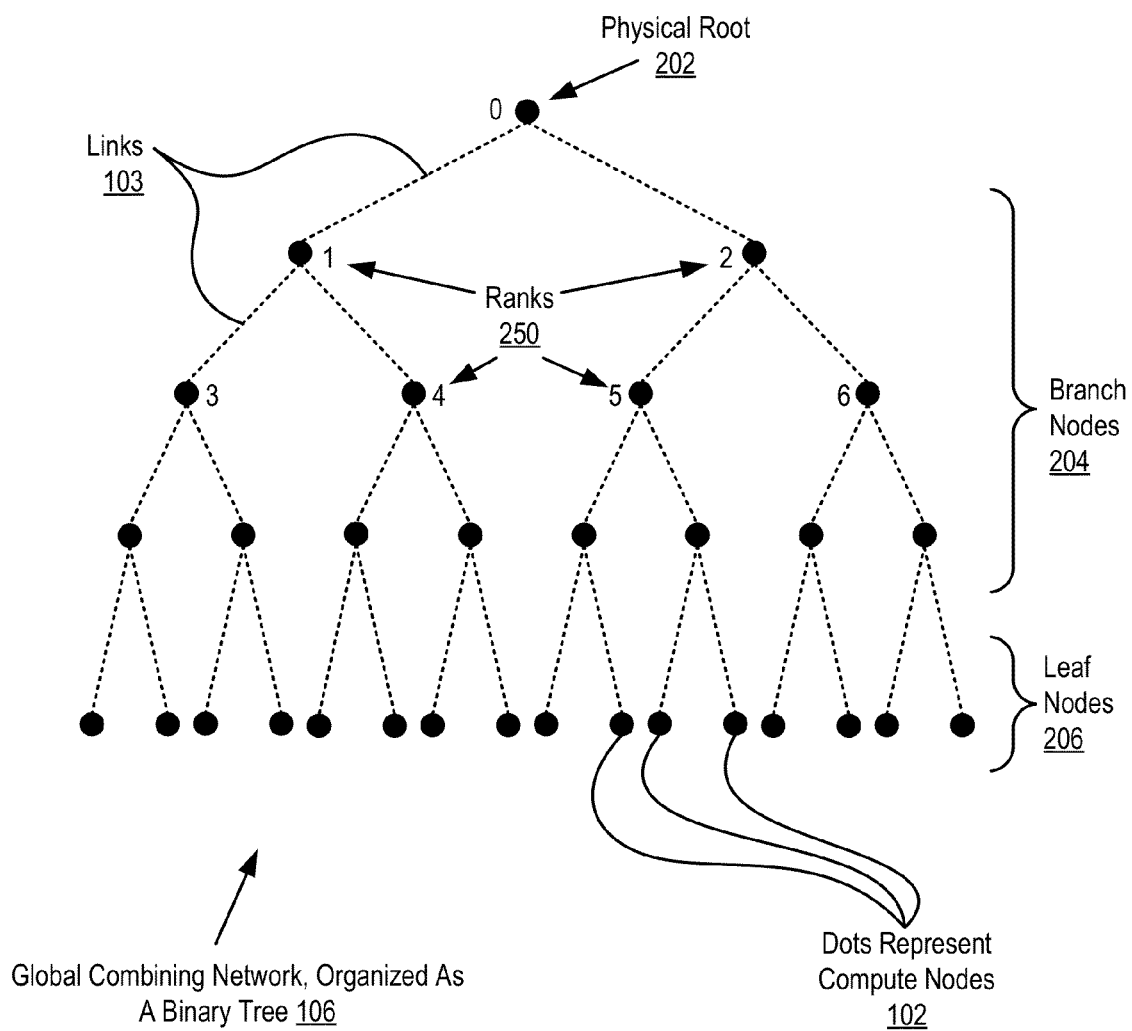 Physical Root
202
0
Links
103
1
2
Ranks
250
3
4
5
6
Branch
Nodes
204
Leaf
Nodes
206
Dots Represent
Compute Nodes
102
Global Combining Network, Organized As
A Binary Tree 106